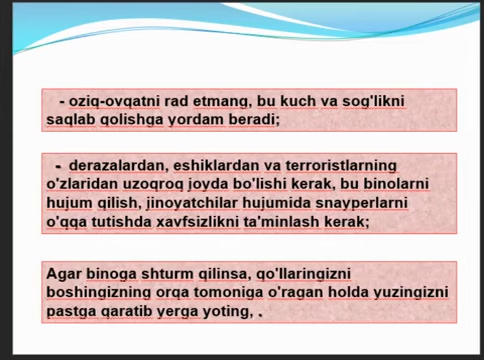 - oziq-ovqatni rad etmang, bu kuch va sog'likni
saqlab qolishga yordam beradi;
- derazalardan, eshiklardan va terroristlarning
o'zlaridan uzoqroq joyda bo'lishi kerak, bu binolarni
hujum qilish, jinoyatchilar hujumida snayperlarni
o'qqa tutishda xavfsizlikni ta'minlash kerak;
Agar binoga shturm qilinsa, qo'llaringizni
boshingizning orqa tomoniga o'ragan holda yuzingizni
pastga qaratib yerga yoting, .